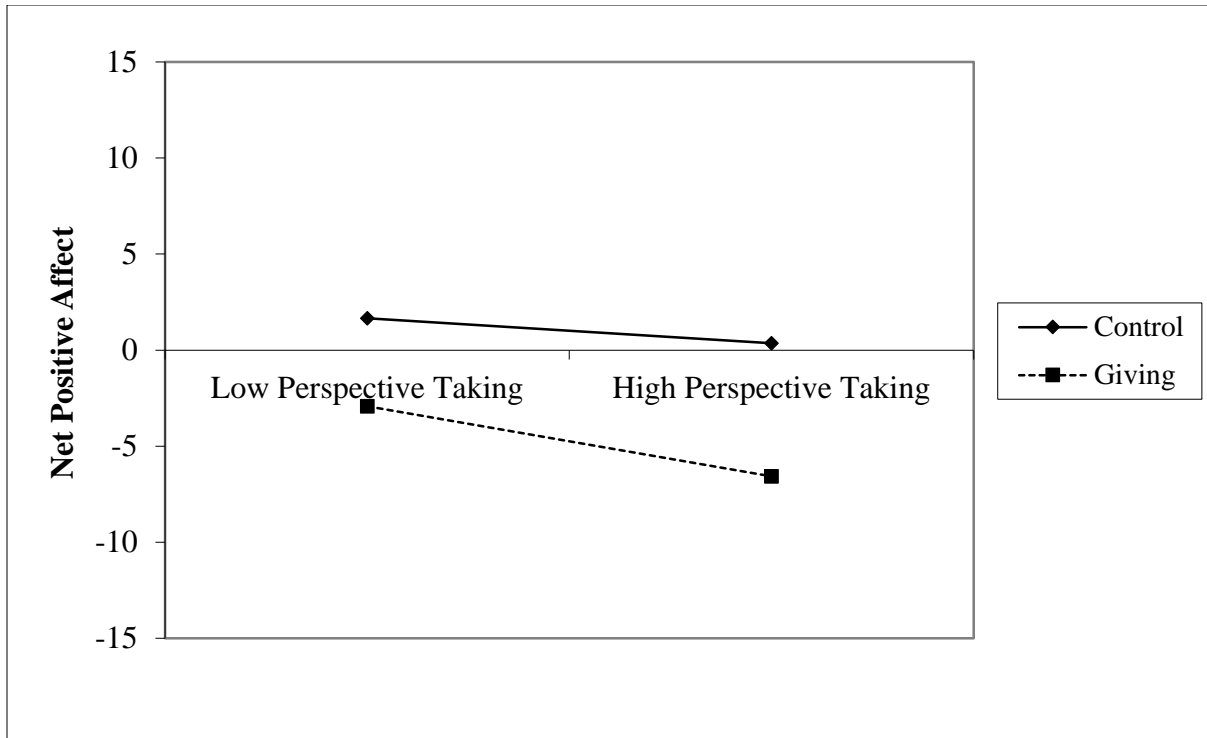 Net Positive Affect
15
10
5
0
-5
-10
-15
Low Perspective Taking
High Perspective Taking
Control
Giving